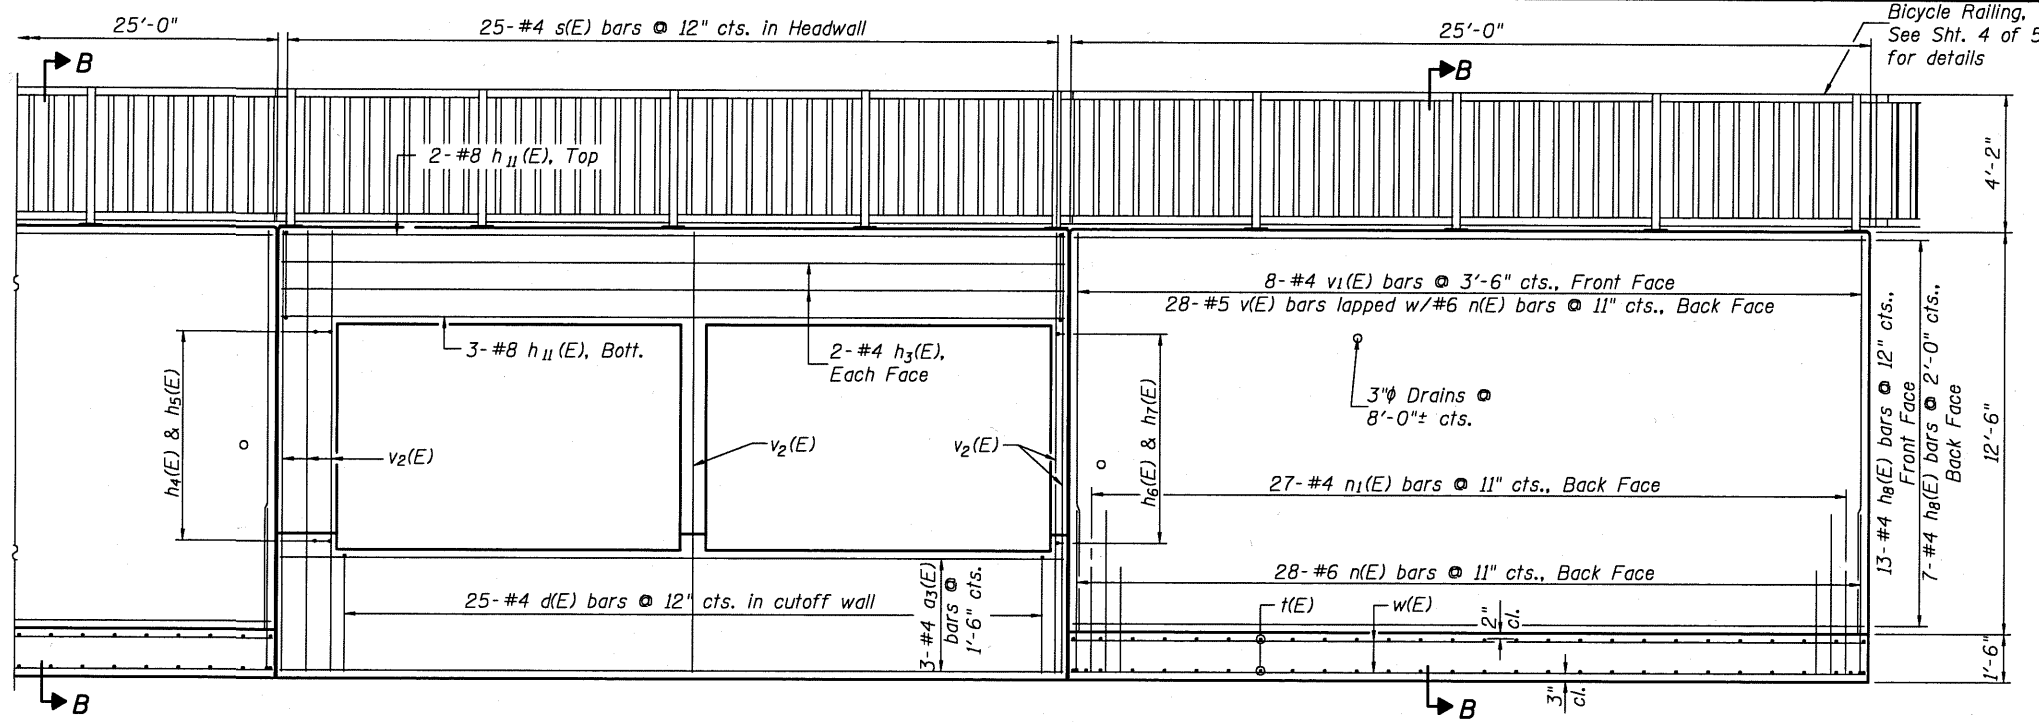 25'-0"
25-#4 s(E) bars @ 12" cts. in Headwall
25'-0"
Bicycle Railing,
See Sht. 4 of 5
for details
B
B
2-#8 h11(E), Top
4'-2"
8-#4 v1(E) bars @ 3'-6" cts., Front Face
28-#5 v(E) bars lapped w/#6 n(E) bars @ 11" cts., Back Face
3-#8 h11(E), Bott.
2-#4 h3(E),
Each Face
3"φ Drains @
8'-0"± cts.
h4(E) & h5(E)
v2(E)
v2(E)
v2(E)
h6(E) & h7(E)
27-#4 n1(E) bars @ 11" cts., Back Face
13-#4 h8(E) bars @ 12" cts.,
Front Face
7-#4 h8(E) bars @ 2'-0" cts.,
Back Face
12'-6"
28-#6 n(E) bars @ 11" cts., Back Face
25-#4 d(E) bars @ 12" cts. in cutoff wall
3-#4 a3(E)
bars @
1'-6" cts.
t(E)
w(E)
2"
cl.
3"
cl.
1'-6"
B
B